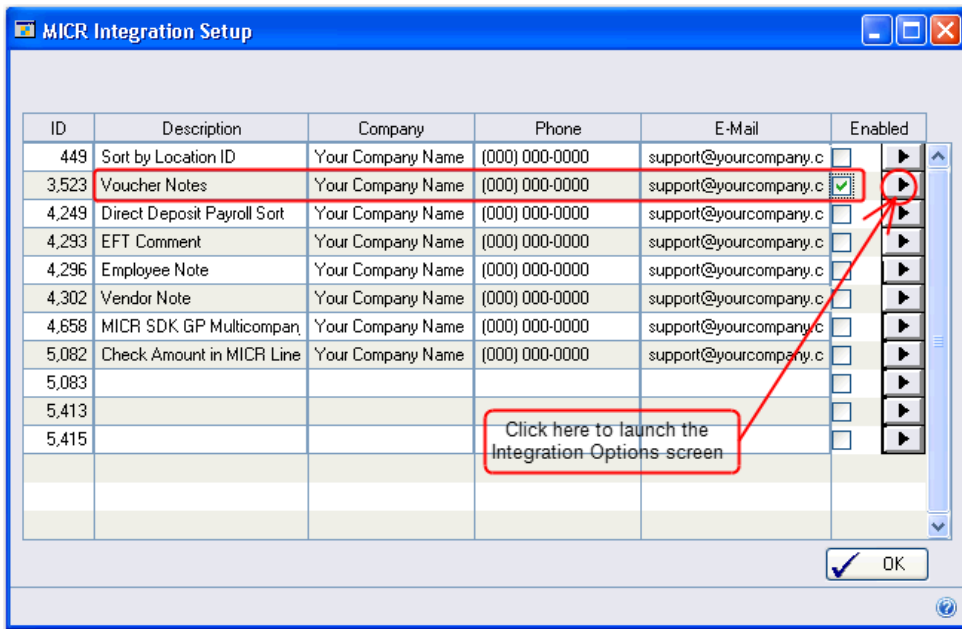 MICR Integration Setup
ID Description Company Phone E-Mail Enabled
449 Sort by Location ID Your Company Name (000) 000-0000 support@yourcompany.c
3,523 Voucher Notes Your Company Name (000) 000-0000 support@yourcompany.c
4,249 Direct Deposit Payroll Sort Your Company Name (000) 000-0000 support@yourcompany.c
4,293 EFT Comment Your Company Name (000) 000-0000 support@yourcompany.c
4,296 Employee Note Your Company Name (000) 000-0000 support@yourcompany.c
4,302 Vendor Note Your Company Name (000) 000-0000 support@yourcompany.c
4,658 MICR SDK GP Multicompan Your Company Name (000) 000-0000 support@yourcompany.c
5,082 Check Amount in MICR Line Your Company Name (000) 000-0000 support@yourcompany.c
5,083
5,413
5,415
Click here to launch the
Integration Options screen
OK